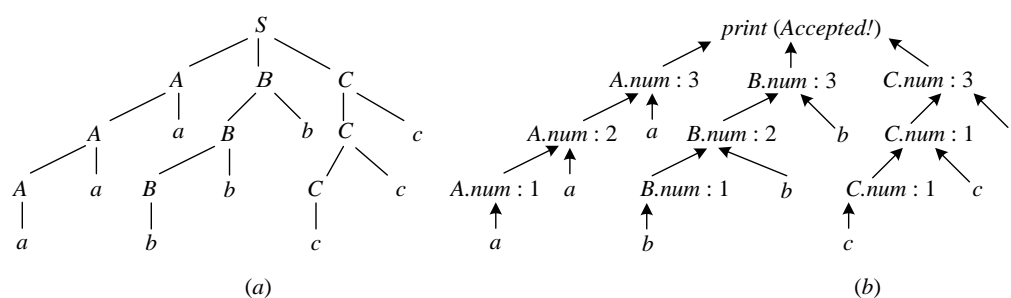 S
print (Accepted!)
A B C
A.num : 3 B.num : 3 C.num : 3
A a B b C c
A.num : 2 a B.num : 2 b C.num : 1
A a B b C c
A.num : 1 a B.num : 1 b C.num : 1 c
a b c
a b c
(a) (b)